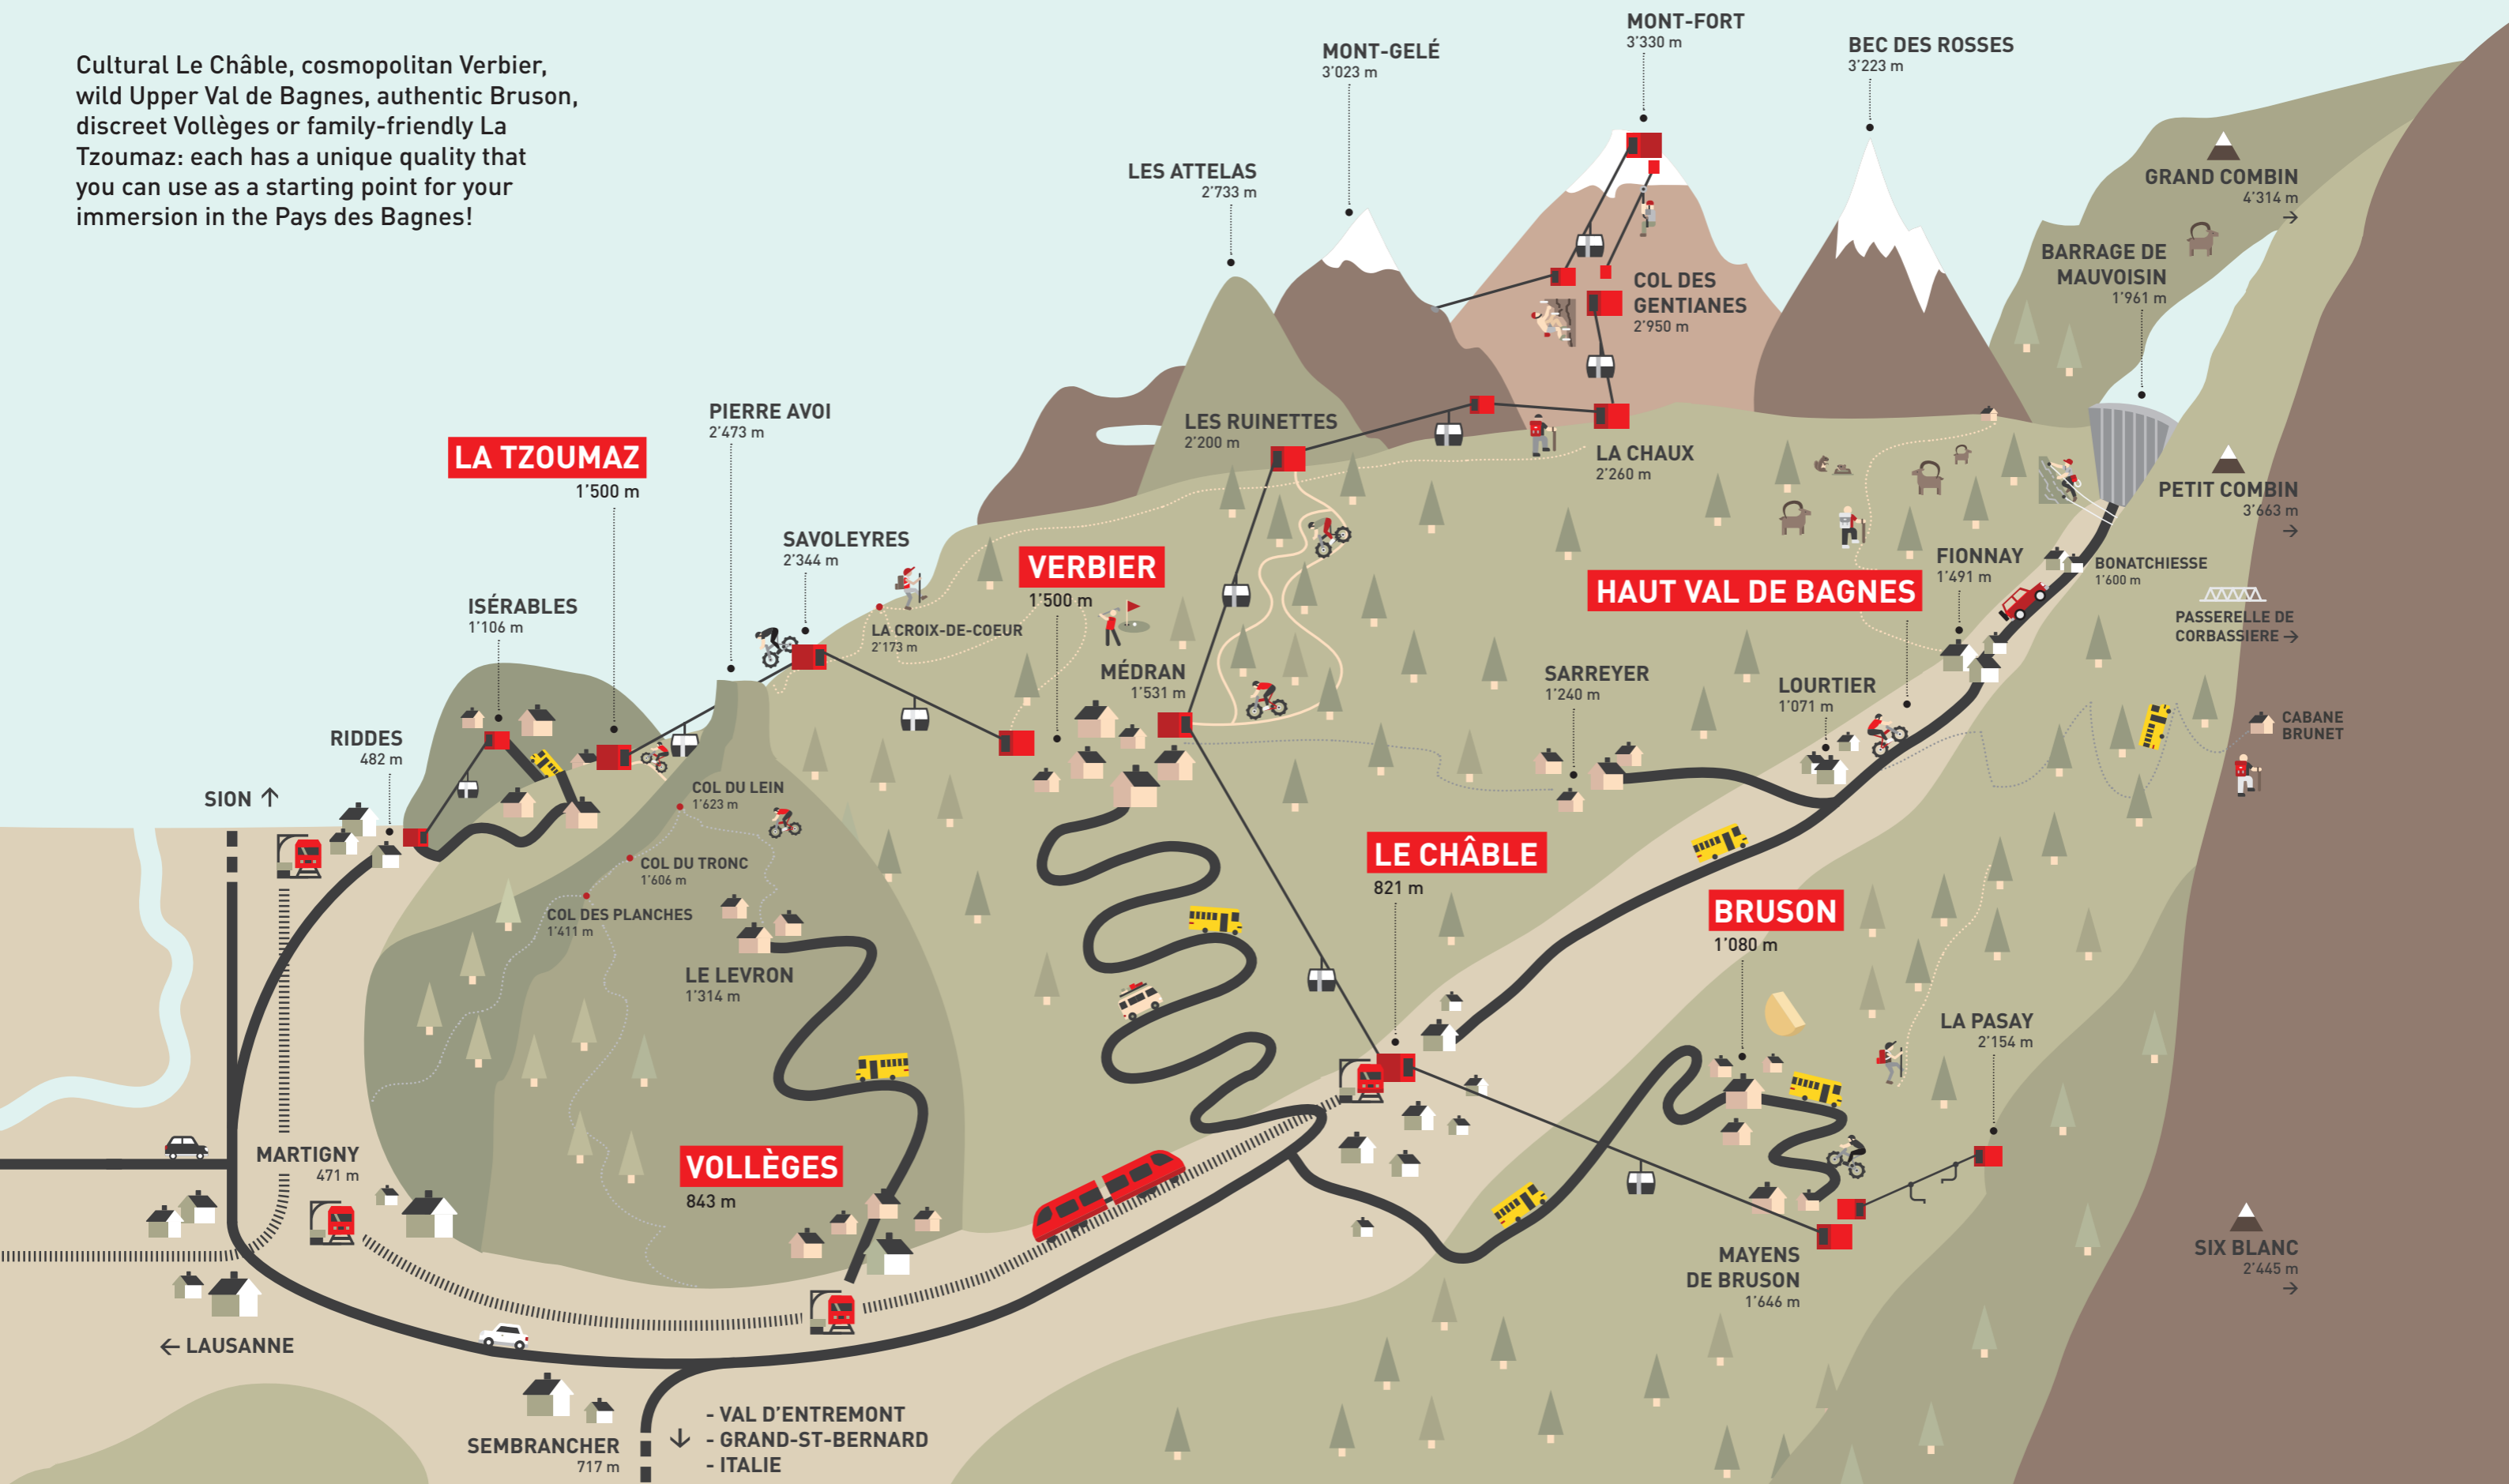 Cultural Le Châble, cosmopolitan Verbier,
wild Upper Val de Bagnes, authentic Bruson,
discreet Vollèges or family-friendly La
Tzoumaz: each has a unique quality that
you can use as a starting point for your
immersion in the Pays des Bagnes!
MONT-FORT
3'330 m
MONT-GELÉ
3'023 m
BEC DES ROSSES
3'223 m
LES ATTELAS
2'733 m
GRAND COMBIN
4'314 m
→
BARRAGE DE
MAUVOISIN
1'961 m
COL DES
GENTIANES
2'950 m
PIERRE AVOI
2'473 m
LES RUINETTES
2'200 m
LA TZOUMAZ
1'500 m
LA CHAUX
2'260 m
PETIT COMBIN
3'663 m
→
SAVOLEYRES
2'344 m
VERBIER
1'500 m
HAUT VAL DE BAGNES
FIONNAY
1'491 m
BONATCHIESSE
1'600 m
ISÉRABLES
1'106 m
LA CROIX-DE-COEUR
2'173 m
PASSERELLE DE
CORBASSIERE →
MÉDRAN
1'531 m
SARREYER
1'240 m
LOURTIER
1'071 m
CABANE
BRUNET
RIDDES
482 m
SION ↑
COL DU LEIN
1'623 m
COL DU TRONC
1'606 m
COL DES PLANCHES
1'411 m
LE CHÂBLE
821 m
BRUSON
1'080 m
LE LEVRON
1'314 m
LA PASAY
2'154 m
MARTIGNY
471 m
VOLLÈGES
843 m
MAYENS
DE BRUSON
1'646 m
SIX BLANC
2'445 m
→
← LAUSANNE
SEMBRANCHER
717 m
↓
- VAL D'ENTREMONT
- GRAND-ST-BERNARD
- ITALIE